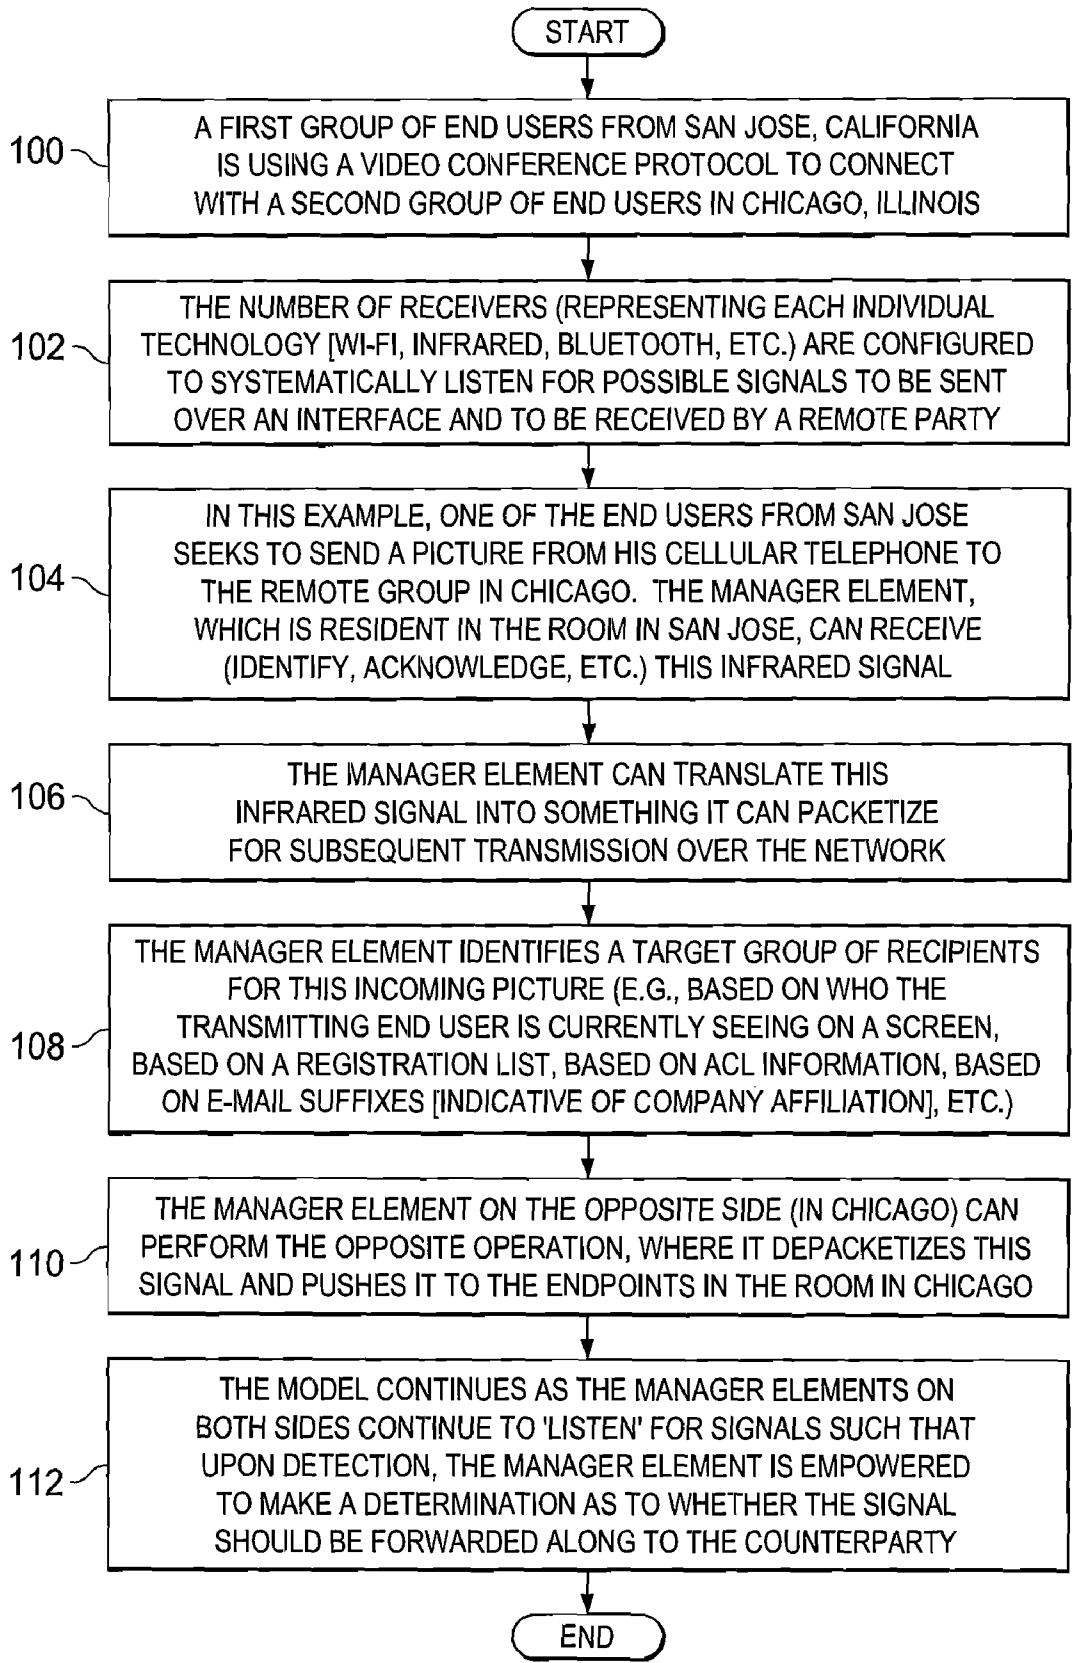 START
100
A FIRST GROUP OF END USERS FROM SAN JOSE, CALIFORNIA
IS USING A VIDEO CONFERENCE PROTOCOL TO CONNECT
WITH A SECOND GROUP OF END USERS IN CHICAGO, ILLINOIS
102
THE NUMBER OF RECEIVERS (REPRESENTING EACH INDIVIDUAL
TECHNOLOGY [WI-FI, INFRARED, BLUETOOTH, ETC.) ARE CONFIGURED
TO SYSTEMATICALLY LISTEN FOR POSSIBLE SIGNALS TO BE SENT
OVER AN INTERFACE AND TO BE RECEIVED BY A REMOTE PARTY
104
IN THIS EXAMPLE, ONE OF THE END USERS FROM SAN JOSE
SEEKS TO SEND A PICTURE FROM HIS CELLULAR TELEPHONE TO
THE REMOTE GROUP IN CHICAGO. THE MANAGER ELEMENT,
WHICH IS RESIDENT IN THE ROOM IN SAN JOSE, CAN RECEIVE
(IDENTIFY, ACKNOWLEDGE, ETC.) THIS INFRARED SIGNAL
106
THE MANAGER ELEMENT CAN TRANSLATE THIS
INFRARED SIGNAL INTO SOMETHING IT CAN PACKETIZE
FOR SUBSEQUENT TRANSMISSION OVER THE NETWORK
108
THE MANAGER ELEMENT IDENTIFIES A TARGET GROUP OF RECIPIENTS
FOR THIS INCOMING PICTURE (E.G., BASED ON WHO THE
TRANSMITTING END USER IS CURRENTLY SEEING ON A SCREEN,
BASED ON A REGISTRATION LIST, BASED ON ACL INFORMATION, BASED
ON E-MAIL SUFFIXES [INDICATIVE OF COMPANY AFFILIATION], ETC.)
110
THE MANAGER ELEMENT ON THE OPPOSITE SIDE (IN CHICAGO) CAN
PERFORM THE OPPOSITE OPERATION, WHERE IT DEPACKETIZES THIS
SIGNAL AND PUSHES IT TO THE ENDPOINTS IN THE ROOM IN CHICAGO
112
THE MODEL CONTINUES AS THE MANAGER ELEMENTS ON
BOTH SIDES CONTINUE TO 'LISTEN' FOR SIGNALS SUCH THAT
UPON DETECTION, THE MANAGER ELEMENT IS EMPOWERED
TO MAKE A DETERMINATION AS TO WHETHER THE SIGNAL
SHOULD BE FORWARDED ALONG TO THE COUNTERPARTY
END